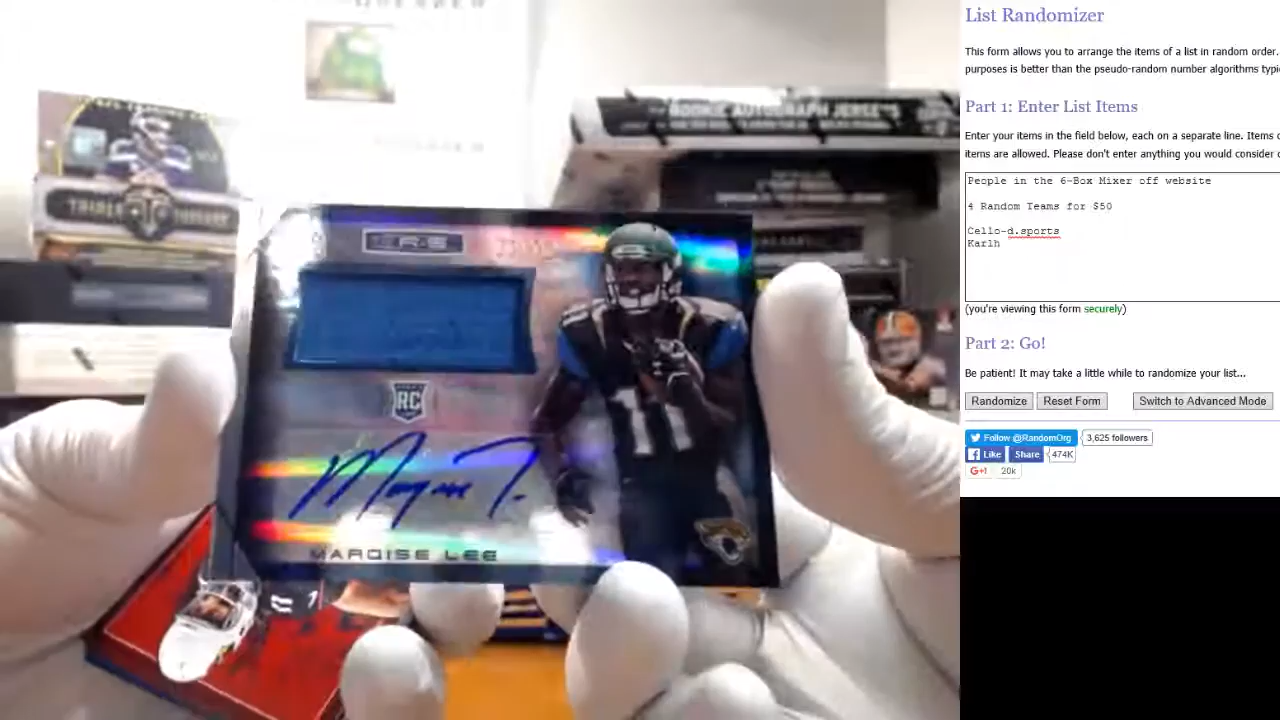 ROOKIE AUTOGRAPH JERSEYS
TRIPLE THREADS
R&S
RC
11
MARQISE LEE
List Randomizer
This form allows you to arrange the items of a list in random order.
purposes is better than the pseudo-random number algorithms typic
Part 1: Enter List Items
Enter your items in the field below, each on a separate line. Items c
items are allowed. Please don't enter anything you would consider c
People in the 6-Box Mixer off website
4 Random Teams for $50
Cello-d.sports
Karlh
(you're viewing this form securely)
Part 2: Go!
Be patient! It may take a little while to randomize your list...
Randomize Reset Form Switch to Advanced Mode
Follow @RandomOrg 3,625 followers
Like Share 474K
G+1 20k